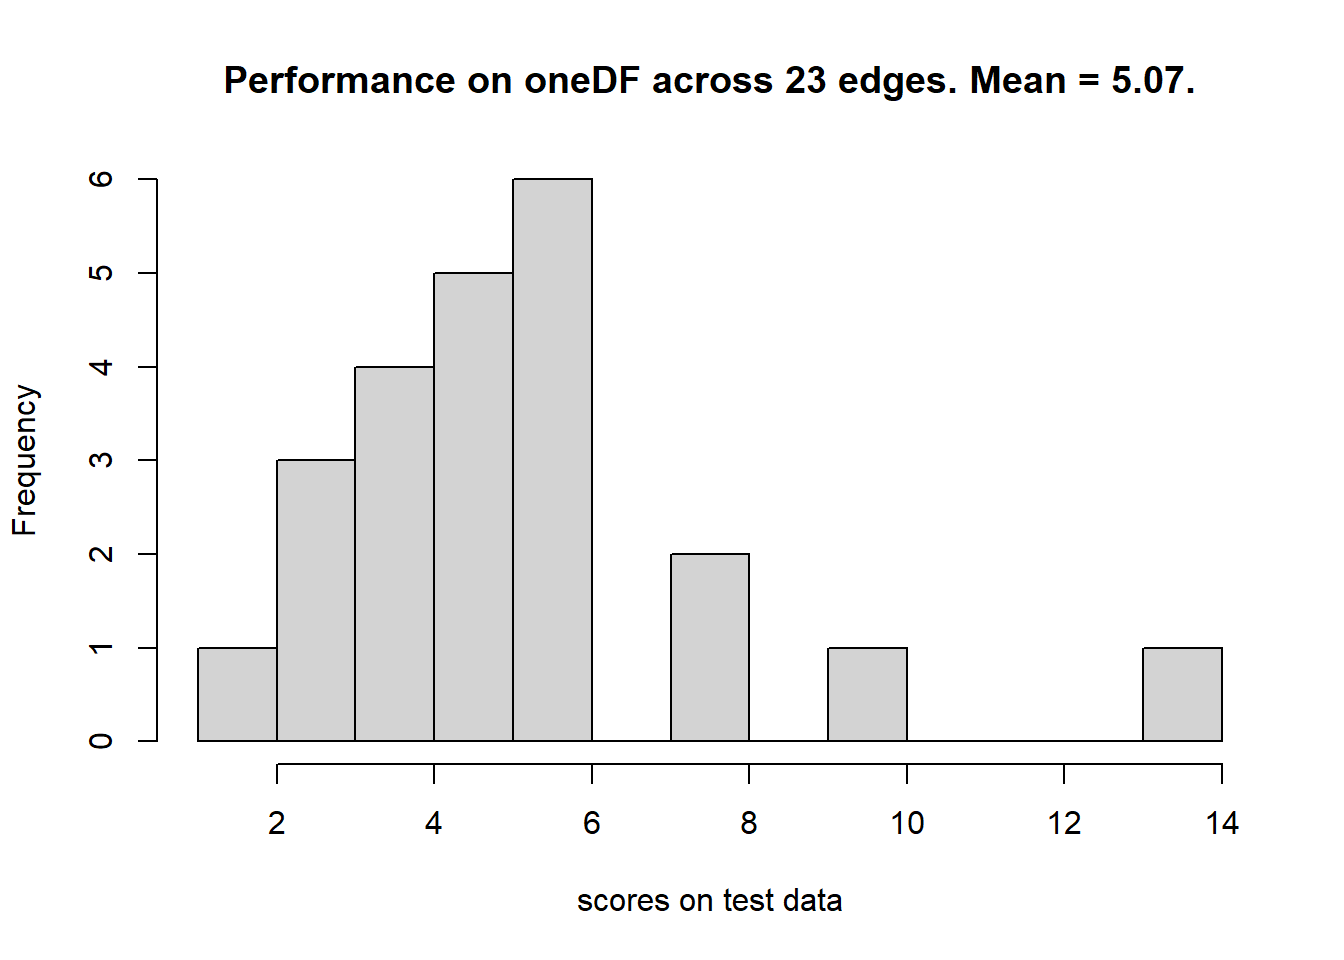 Performance on oneDF across 23 edges. Mean = 5.07.
6
5
4
3
2
1
0
Frequency
2 4 6 8 10 12 14
scores on test data